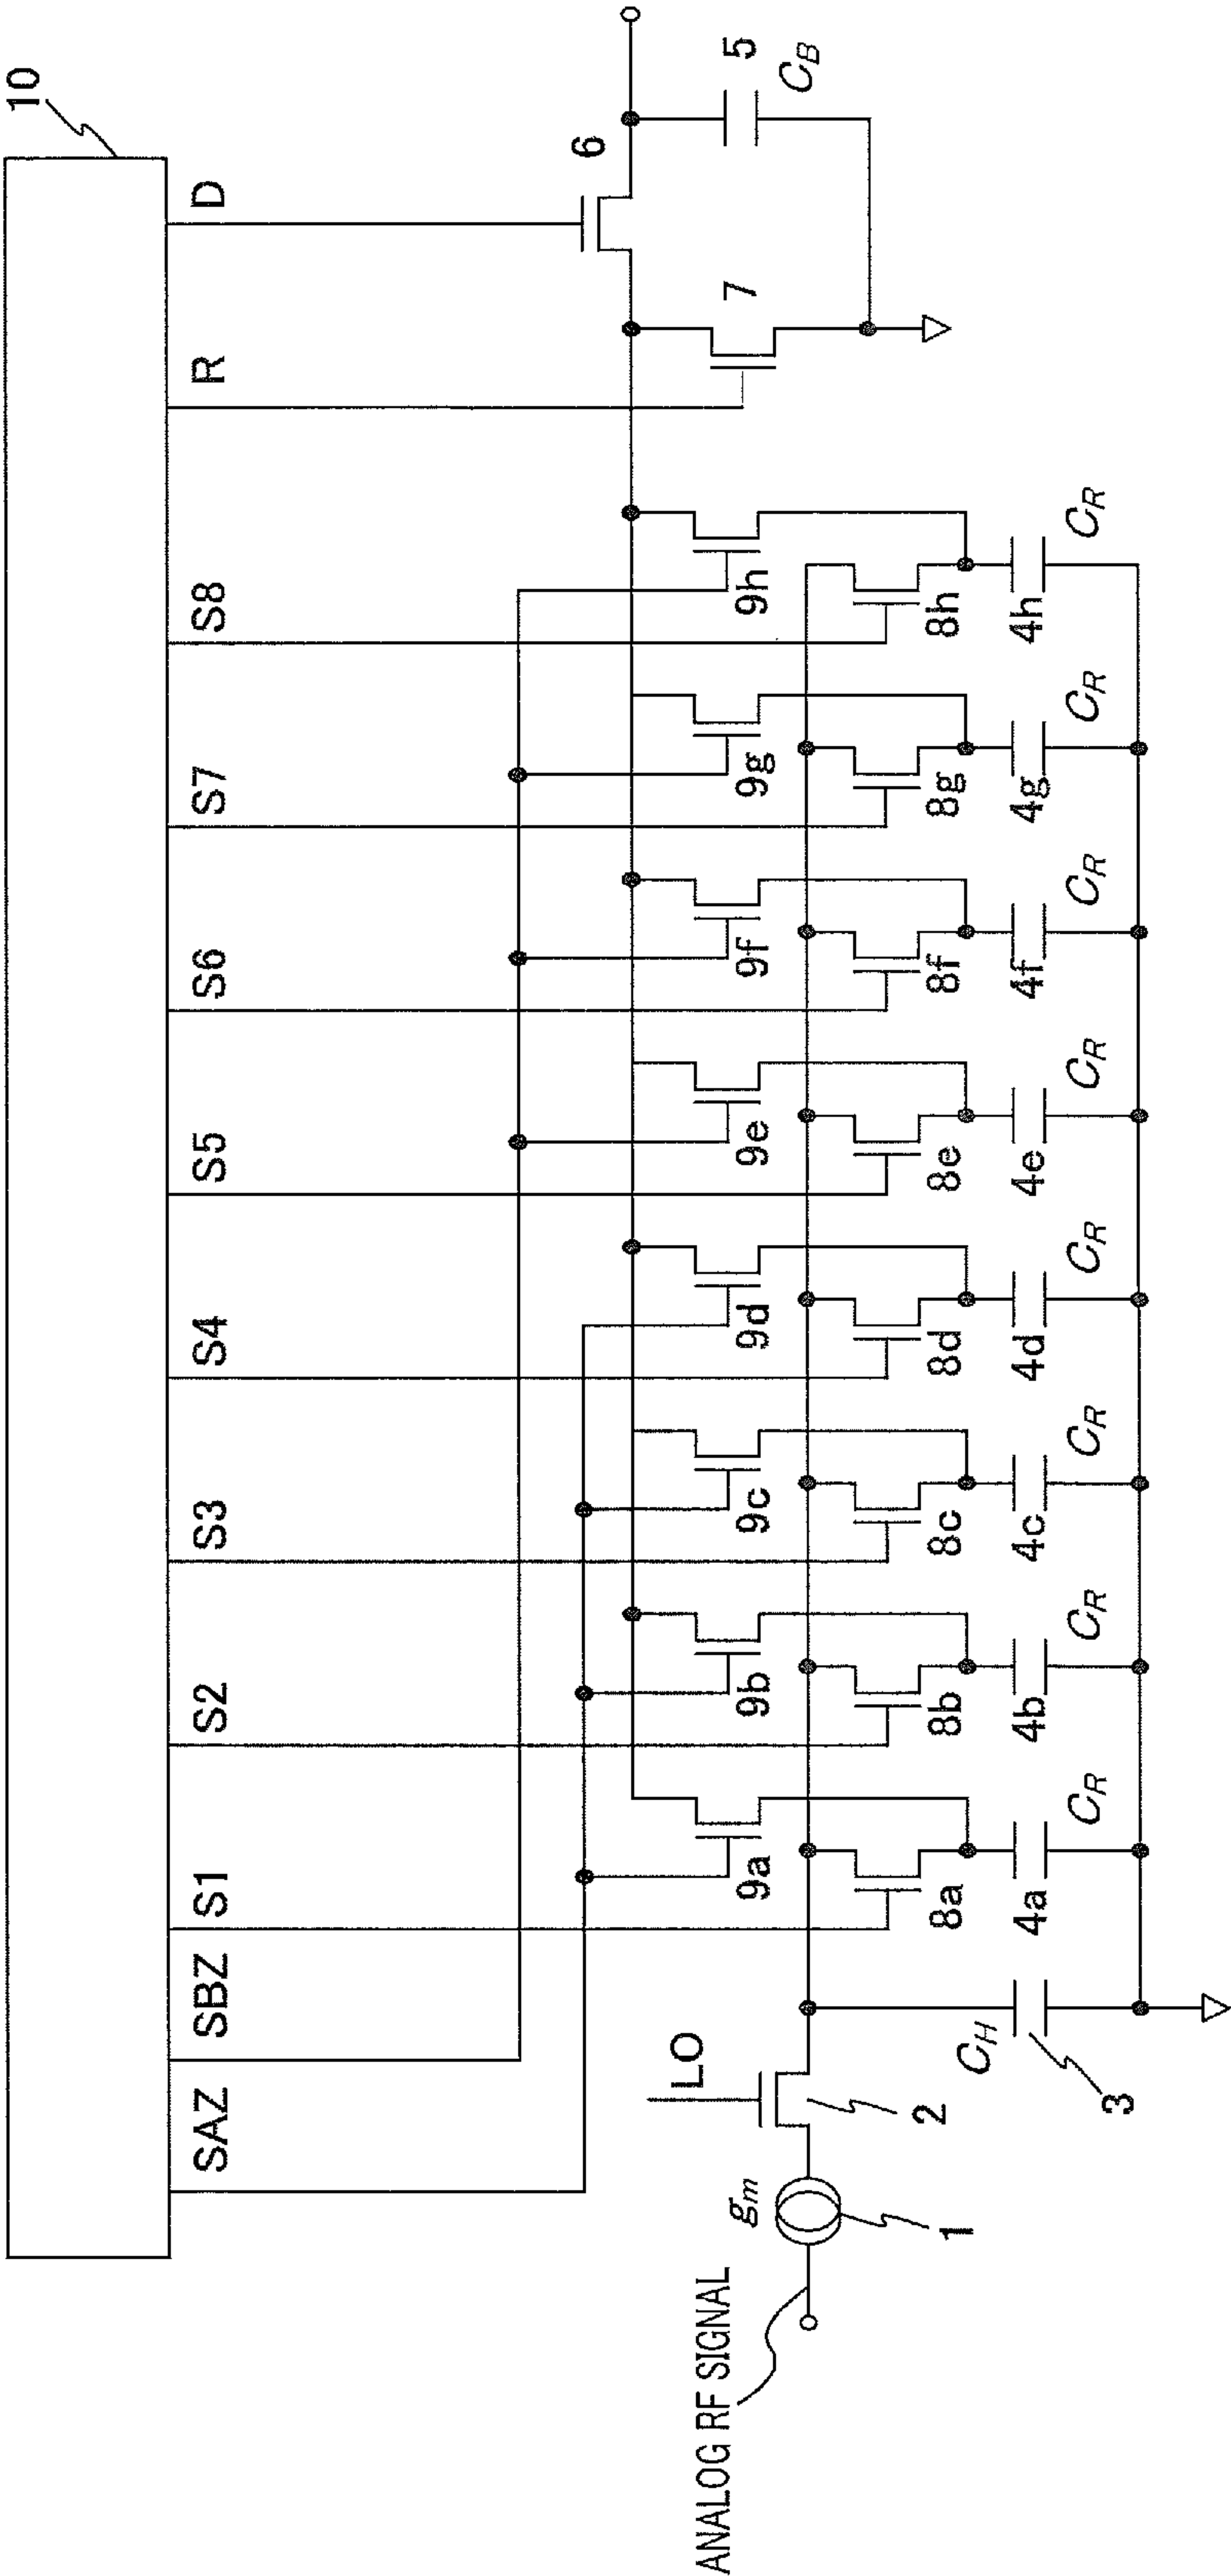 10
SAZ
SBZ
S1
S2
S3
S4
S5
S6
S7
S8
R
D
6
5
C_B
7
9a
9b
9c
9d
9e
9f
9g
9h
8a
8b
8c
8d
8e
8f
8g
8h
4a
4b
4c
4d
4e
4f
4g
4h
C_R
C_R
C_R
C_R
C_R
C_R
C_R
C_R
ANALOG RF SIGNAL
g_m
1
LO
2
C_H
3